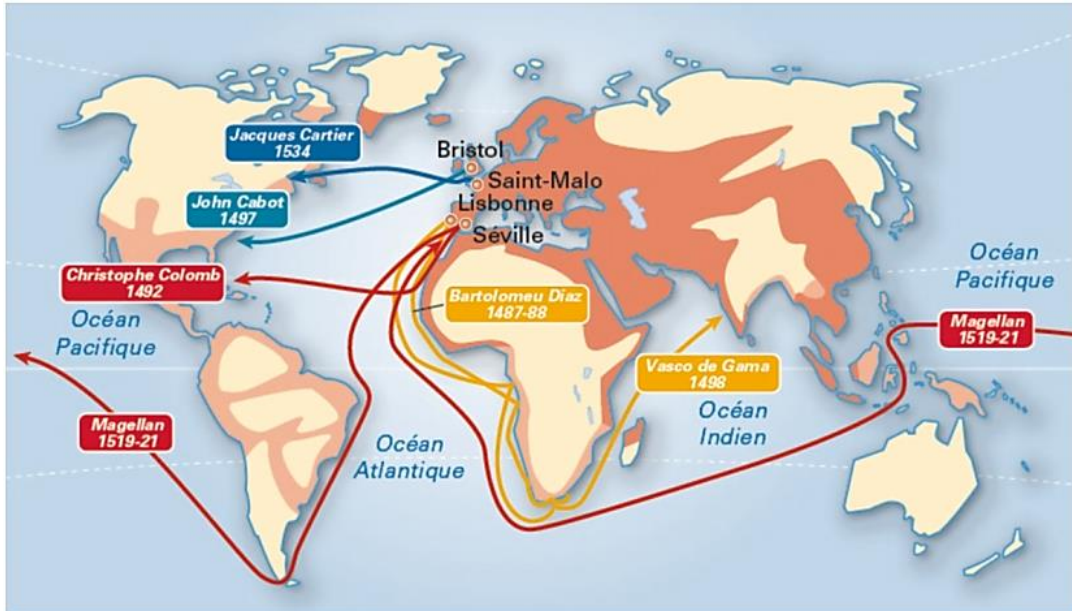 Jacques Cartier
1534
Bristol
Saint-Malo
John Cabot
1497
Lisbonne
Séville
Océan
Pacifique
Christophe Colomb
1492
Bartolomeu Díaz
1487-88
Océan
Pacifique
Magellan
1519-21
Vasco de Gama
1498
Océan
Indien
Magellan
1519-21
Océan
Atlantique